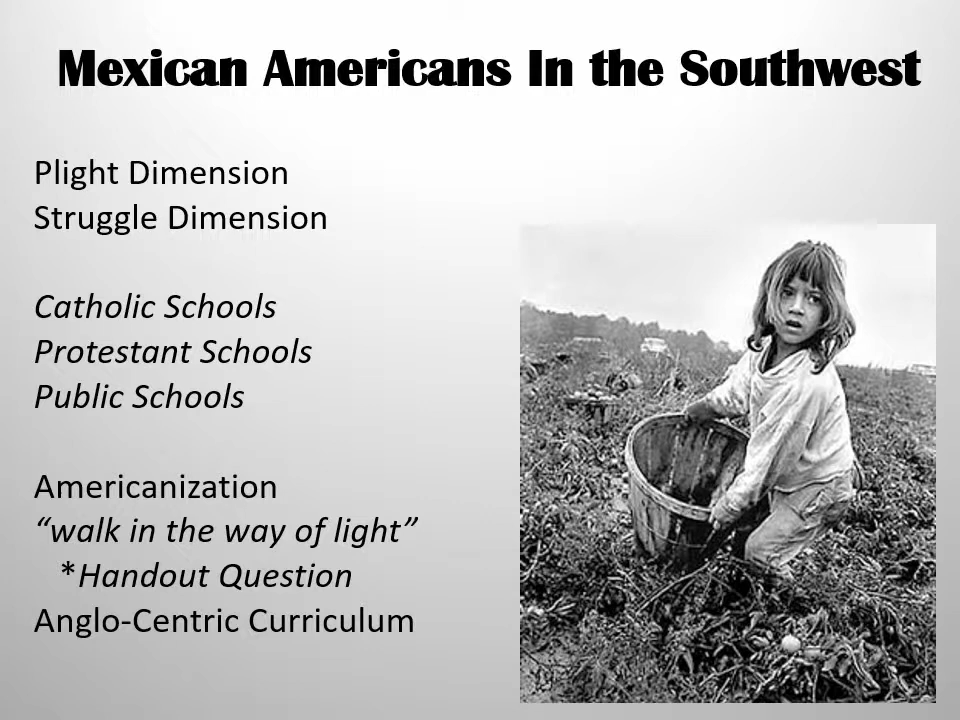 Mexican Americans In the Southwest
Plight Dimension
Struggle Dimension
Catholic Schools
Protestant Schools
Public Schools
Americanization
“walk in the way of light”
*Handout Question
Anglo-Centric Curriculum